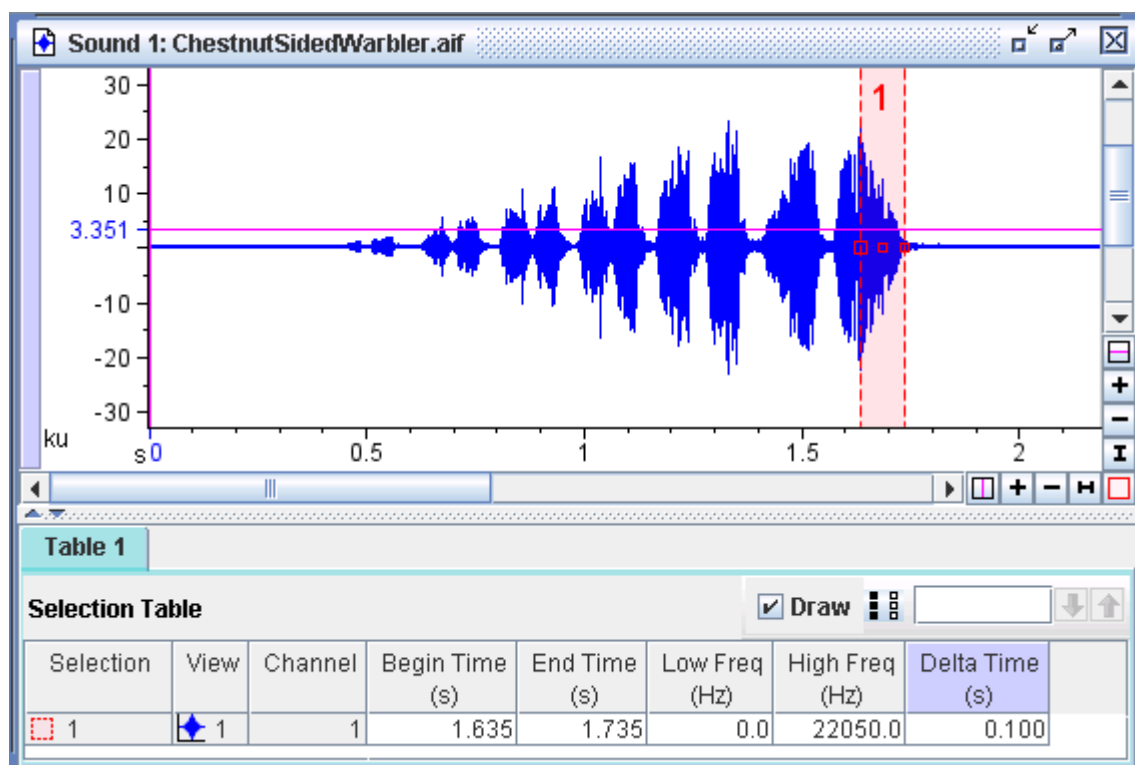 Sound 1: ChestnutSidedWarbler.aif
30
1
20
10
3.351
-10
-20
-30
ku
s 0 0.5 1 1.5 2
Table 1
Selection Table Draw
Selection View Channel Begin Time (s) End Time (s) Low Freq (Hz) High Freq (Hz) Delta Time (s)
1 1 1 1.635 1.735 0.0 22050.0 0.100